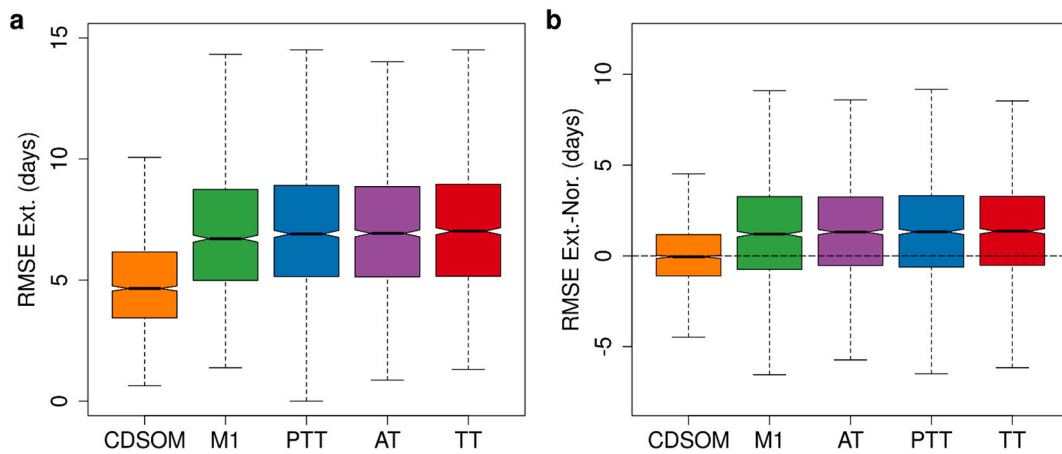 a
RMSE Ext. (days)
15
10
5
0
CDSOM M1 PTT AT TT
b
RMSE Ext.-Nor. (days)
10
5
0
-5
CDSOM M1 AT PTT TT